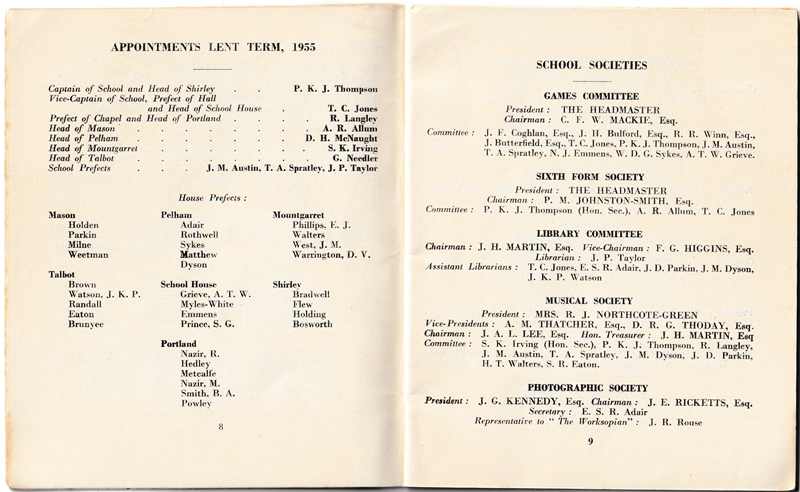 APPOINTMENTS LENT TERM, 1955
Captain of School and Head of Shirley . . P. K. J. Thompson
Vice-Captain of School, Prefect of Hall
and Head of School House . T. C. Jones
Prefect of Chapel and Head of Portland . . R. Langley
Head of Mason . . . . . . A. R. Allum
Head of Pelham . . . . . . D. H. McNaught
Head of Mountgarret . . . . . S. K. Irving
Head of Talbot . . . . . . G. Needler
School Prefects . . J. M. Austin, T. A. Spratley, J. P. Taylor
House Prefects :
Mason
Holden
Parkin
Milne
Weetman
Pelham
Adair
Rothwell
Sykes
Matthew
Dyson
Mountgarret
Phillips, E. J.
Walters
West, J. M.
Warrington, D. V.
Talbot
Brown
Watson, J. K. P.
Randall
Eaton
Brunyee
School House
Grieve, A. T. W.
Myles-White
Emmens
Prince, S. G.
Shirley
Bradwell
Flew
Holding
Bosworth
Portland
Nazir, R.
Hedley
Metcalfe
Nazir, M.
Smith, B. A.
Powley
8
SCHOOL SOCIETIES
GAMES COMMITTEE
President : THE HEADMASTER
Chairman : C. F. W. MACKIE, Esq.
Committee : J. F. Coghlan, Esq., J. H. Bulford, Esq., R. R. Winn, Esq.,
J. Butterfield, Esq., T. C. Jones, P. K. J. Thompson, J. M. Austin,
T. A. Spratley, N. J. Emmens, W. D. G. Sykes, A. T. W. Grieve.
SIXTH FORM SOCIETY
President : THE HEADMASTER
Chairman : P. M. JOHNSTON-SMITH, Esq.
Committee : P. K. J. Thompson (Hon. Sec.), A. R. Allum, T. C. Jones
LIBRARY COMMITTEE
Chairman : J. H. MARTIN, Esq. Vice-Chairman : F. G. HIGGINS, Esq.
Librarian : J. P. Taylor
Assistant Librarians : T. C. Jones, E. S. R. Adair, J. D. Parkin, J. M. Dyson,
J. K. P. Watson
MUSICAL SOCIETY
President : MRS. R. J. NORTHCOTE-GREEN
Vice-Presidents : A. M. THATCHER, Esq., D. R. G. THODAY, Esq.
Chairman : J. A. L. LEE, Esq. Hon. Treasurer : J. H. MARTIN, Esq
Committee : S. K. Irving (Hon. Sec.), P. K. J. Thompson, R. Langley,
J. M. Austin, T. A. Spratley, J. M. Dyson, J. D. Parkin,
H. T. Walters, S. R. Eaton.
PHOTOGRAPHIC SOCIETY
President : J. G. KENNEDY, Esq. Chairman : J. E. RICKETTS, Esq.
Secretary : E. S. R. Adair
Representative to " The Worksopian" : J. R. Rouse
9